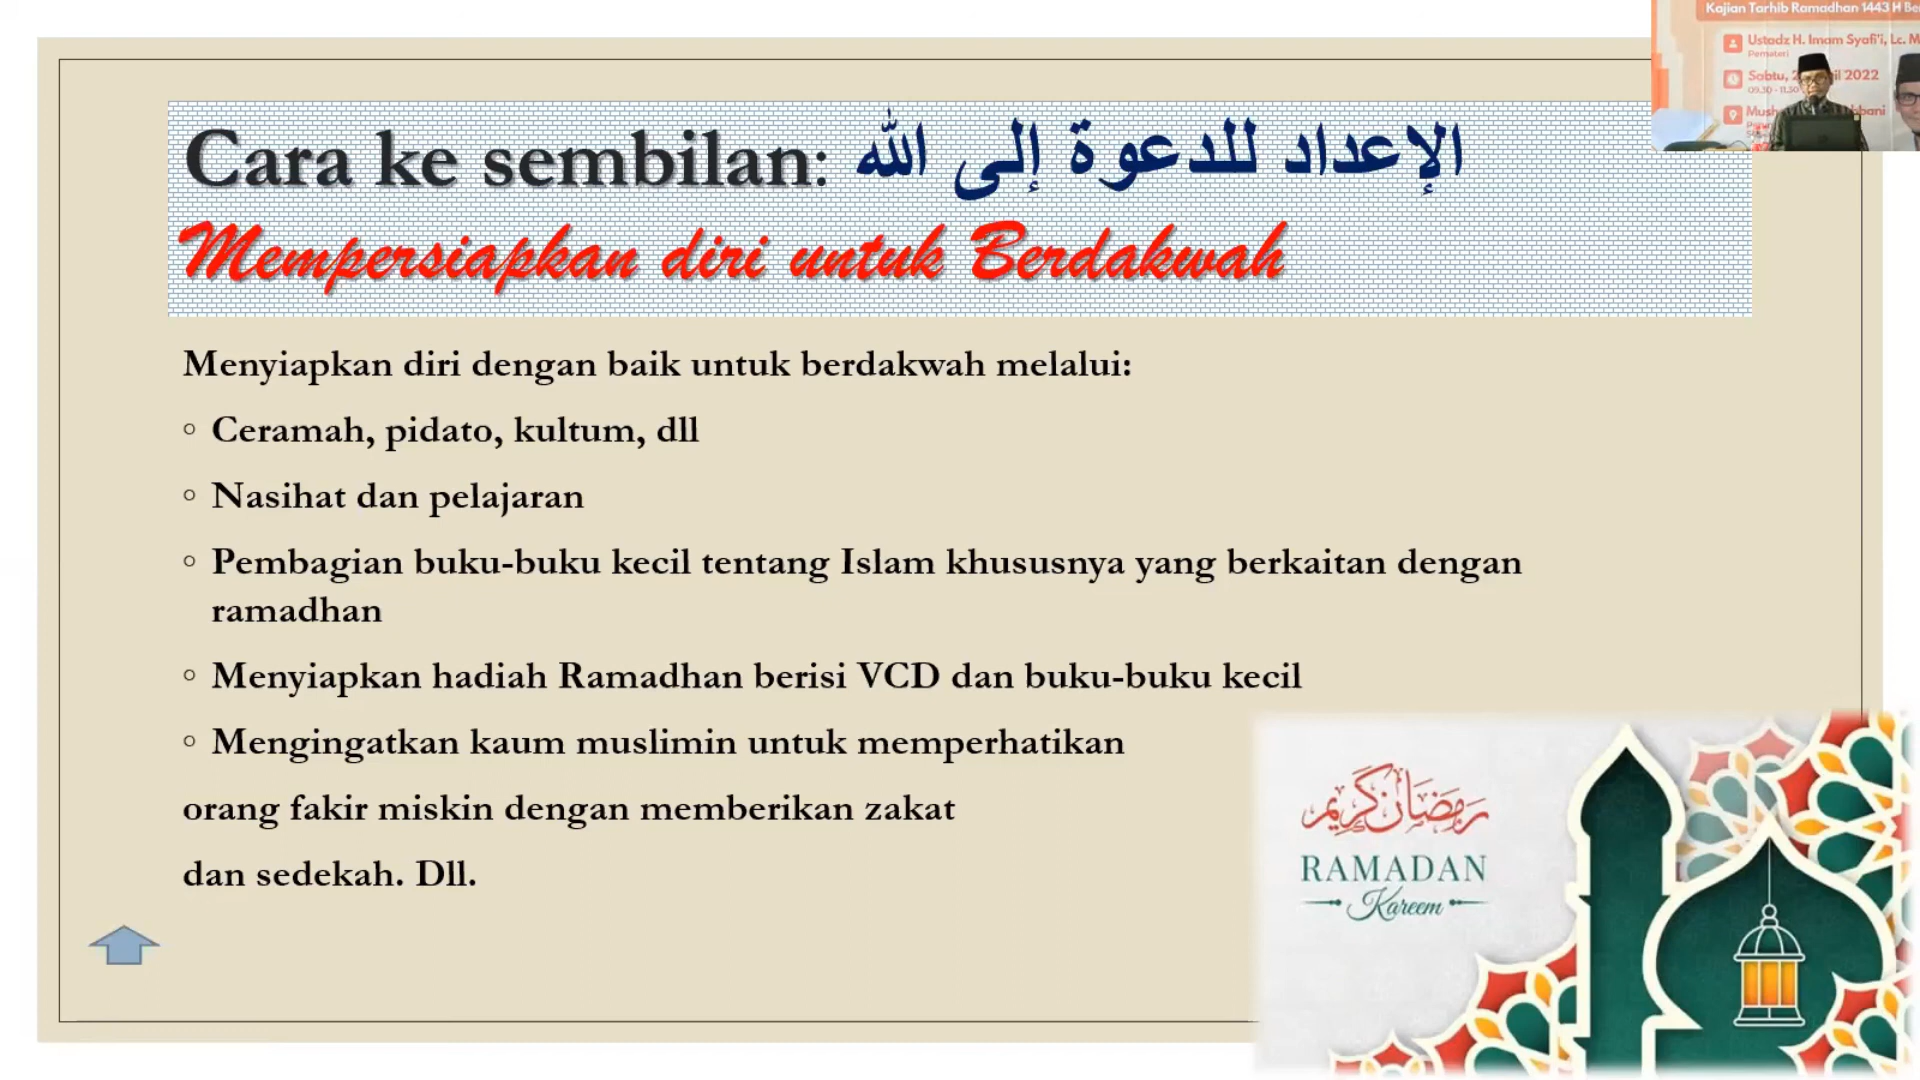 Kajian Tarhib Ramadhan 1443 H
Ustadz H. Imam Syafi'i, Lc.
Pemateri
Sabtu, 2022
Cara ke sembilan: الإعداد للدعوة إلى الله
Mempersiapkan diri untuk Berdakwah
Menyiapkan diri dengan baik untuk berdakwah melalui:
◦ Ceramah, pidato, kultum, dll
◦ Nasihat dan pelajaran
◦ Pembagian buku-buku kecil tentang Islam khususnya yang berkaitan dengan
ramadhan
◦ Menyiapkan hadiah Ramadhan berisi VCD dan buku-buku kecil
◦ Mengingatkan kaum muslimin untuk memperhatikan
orang fakir miskin dengan memberikan zakat
dan sedekah. Dll.
رمضان كريم
RAMADAN
Kareem